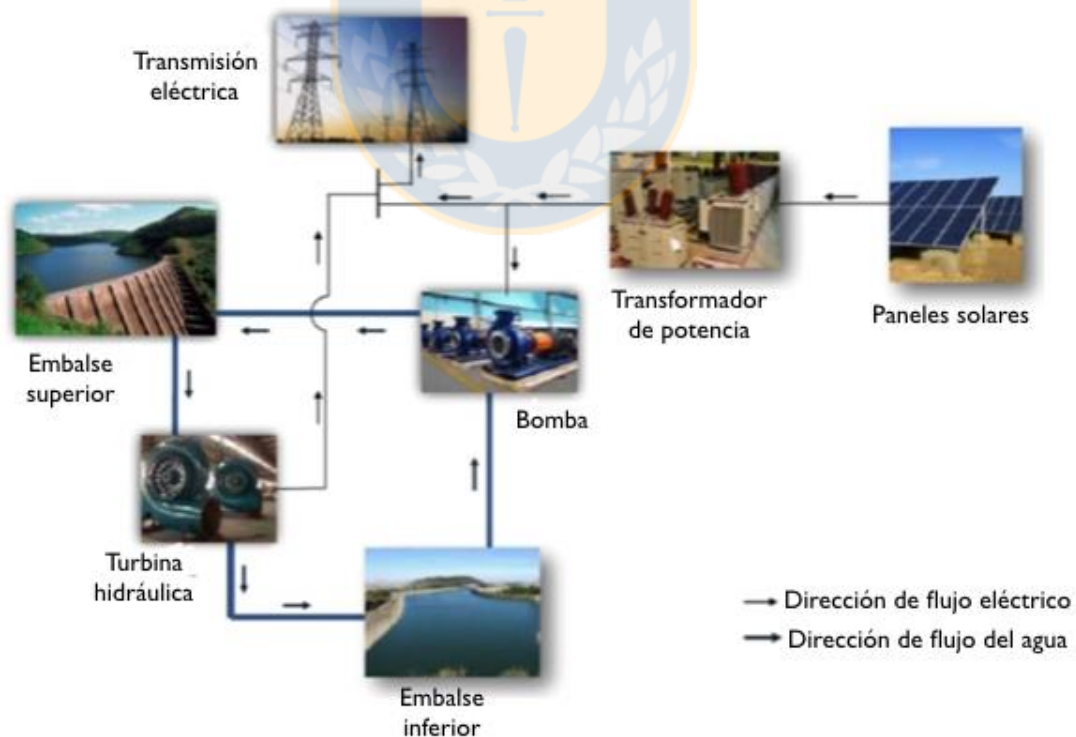 Transmisión
eléctrica
Transformador
de potencia
Paneles solares
Embalse
superior
Bomba
Turbina
hidráulica
Embalse
inferior
Dirección de flujo eléctrico
Dirección de flujo del agua